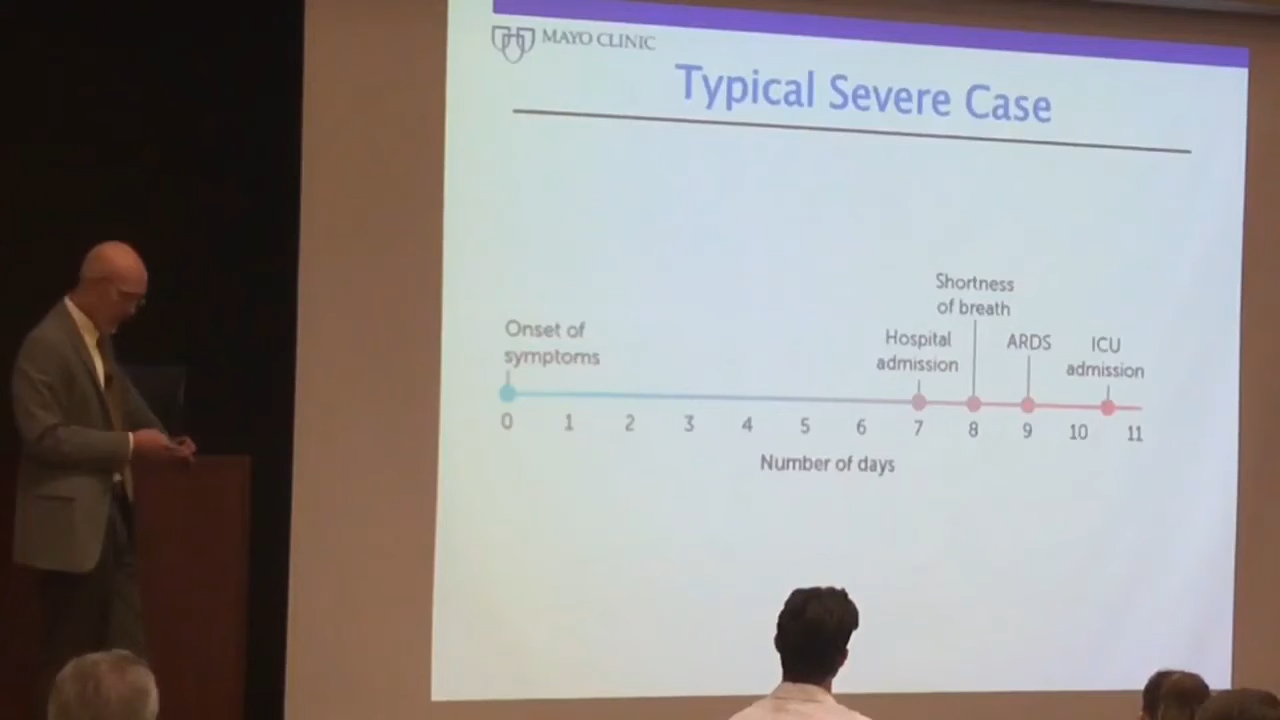 MAYO CLINIC
Typical Severe Case
Shortness
of breath
Onset of
symptoms
Hospital
admission
ARDS
ICU
admission
0 1 2 3 4 5 6 7 8 9 10 11
Number of days